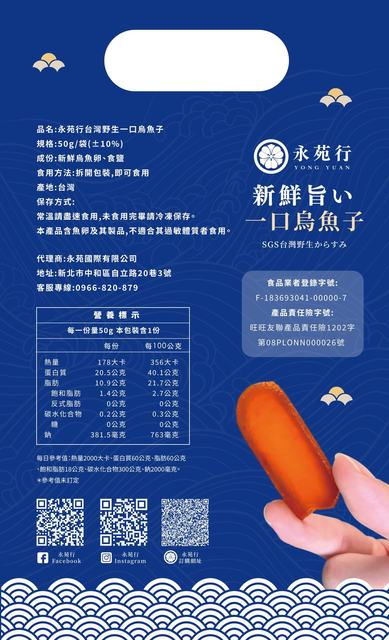 品名:永苑行台灣野生一口烏魚子
規格:50g/袋(±10%)
成份:新鮮烏魚卵、食鹽
食用方法:拆開包裝,即可食用
產地:台灣
保存方式:
常溫請盡速食用,未食用完畢請冷凍保存。
本產品含魚卵及其製品,不適合其過敏體質者食用。
代理商:永苑國際有限公司
地址:新北市中和區自立路20巷3號
客服專線:0966-820-879
營養標示
每一份量50g 本包裝含1份
每份 每100公克
熱量 178大卡 356大卡
蛋白質 20.5公克 40.1公克
脂肪 10.9公克 21.7公克
飽和脂肪 1.4公克 2.7公克
反式脂肪 0公克 0公克
碳水化合物 0.2公克 0.3公克
糖 0公克 0公克
鈉 381.5毫克 763毫克
每日參考值:熱量2000大卡、蛋白質60公克、脂肪60公克
、飽和脂肪18公克、碳水化合物300公克、鈉2000毫克。
*參考值未訂定
永苑行
Facebook
永苑行
Instagram
永苑行
訂購網址
永苑行
YONG YUAN
新鮮旨い
一口烏魚子
SGS台灣野生からすみ
食品業者登錄字號:
F-183693041-00000-7
產品責任險字號:
旺旺友聯產品責任險1202字
第08PLONN000026號